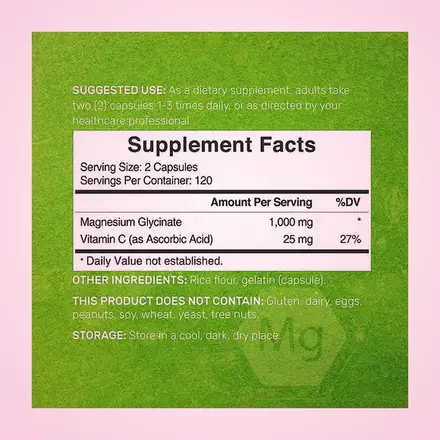 SUGGESTED USE: As a dietary supplement, adults take
two (2) capsules 1-3 times daily, or as directed by your
healthcare professional.
Supplement Facts
Serving Size: 2 Capsules
Servings Per Container: 120
Amount Per Serving %DV
Magnesium Glycinate 1,000 mg *
Vitamin C (as Ascorbic Acid) 25 mg 27%
* Daily Value not established.
OTHER INGREDIENTS: Rice flour, gelatin (capsule).
THIS PRODUCT DOES NOT CONTAIN: Gluten, dairy, eggs,
peanuts, soy, wheat, yeast, tree nuts.
STORAGE: Store in a cool, dark, dry place.
Mg